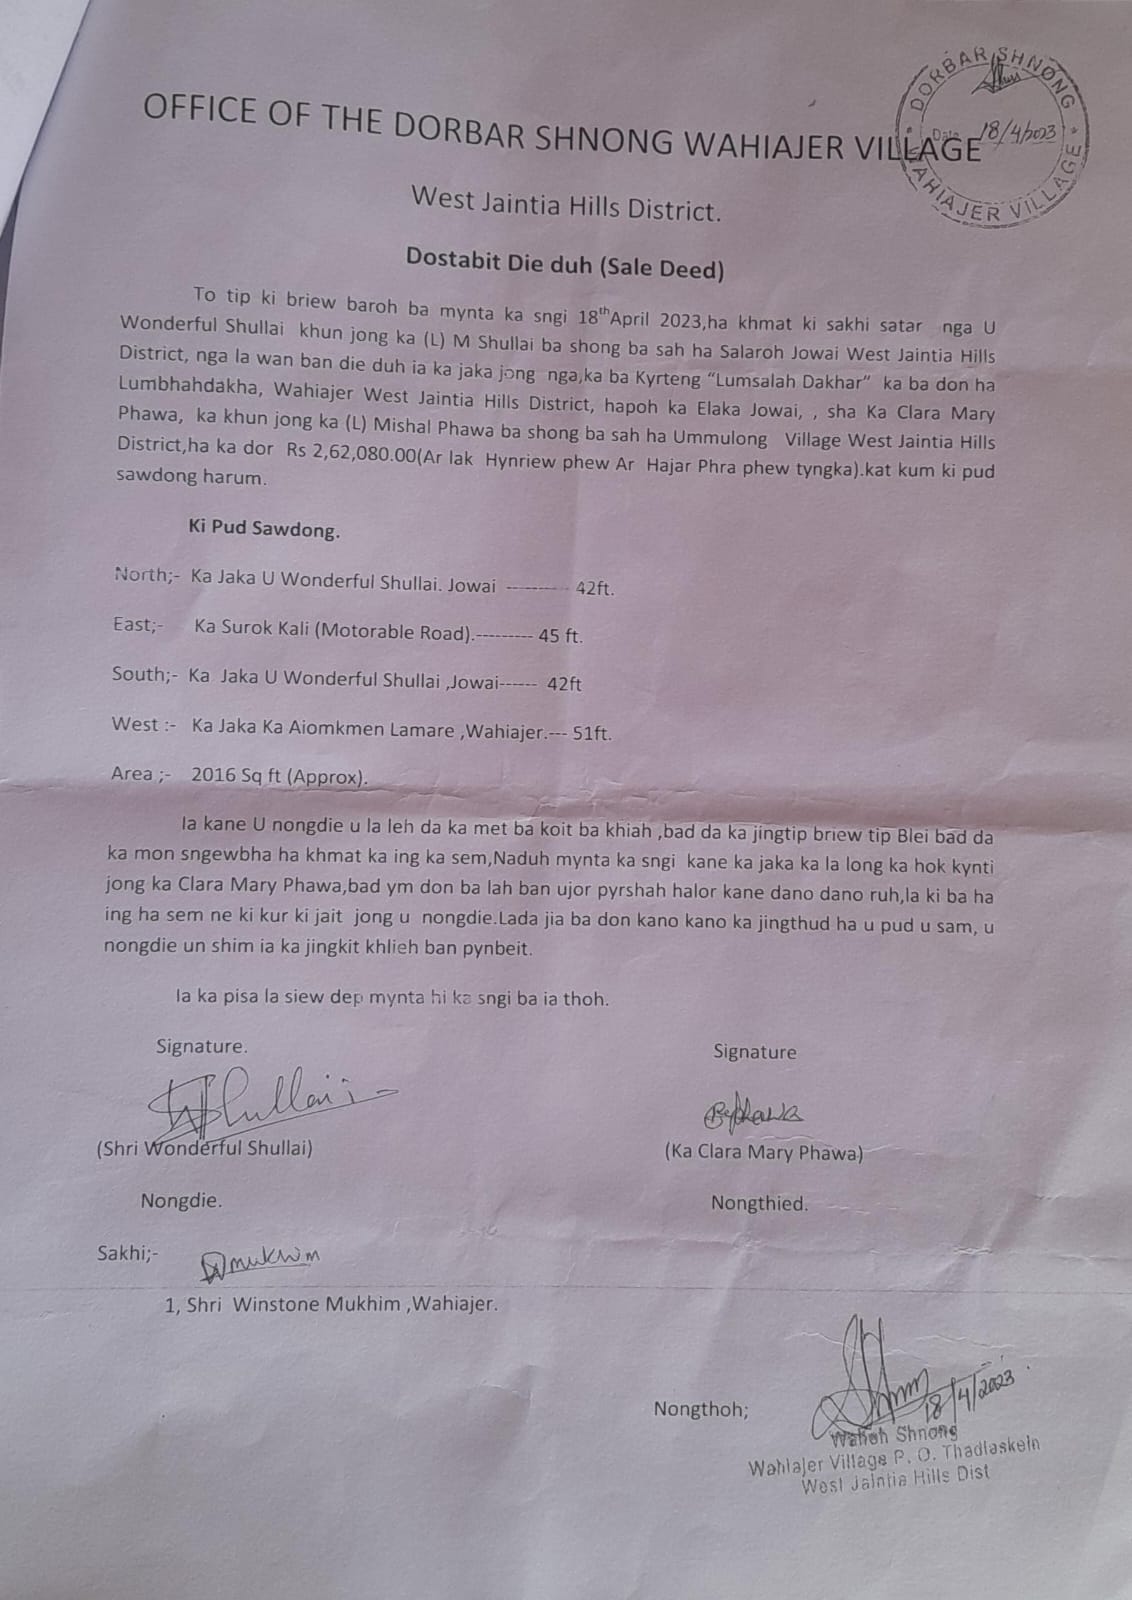 DORBAR SHNONG
Date 18/4/2023
WAHIAJER VILLAGE
OFFICE OF THE DORBAR SHNONG WAHIAJER VILLAGE
West Jaintia Hills District.
Dostabit Die duh (Sale Deed)
To tip ki briew baroh ba mynta ka sngi 18thApril 2023,ha khmat ki sakhi satar nga U
Wonderful Shullai khun jong ka (L) M Shullai ba shong ba sah ha Salaroh Jowai West Jaintia Hills
District, nga la wan ban die duh ia ka jaka jong nga,ka ba Kyrteng “Lumsalah Dakhar” ka ba don ha
Lumbhahdakha, Wahiajer West Jaintia Hills District, hapoh ka Elaka Jowai, , sha Ka Clara Mary
Phawa, ka khun jong ka (L) Mishal Phawa ba shong ba sah ha Ummulong Village West Jaintia Hills
District,ha ka dor Rs 2,62,080.00(Ar lak Hynriew phew Ar Hajar Phra phew tyngka).kat kum ki pud
sawdong harum.
Ki Pud Sawdong.
North;- Ka Jaka U Wonderful Shullai. Jowai --------- 42ft.
East;- Ka Surok Kali (Motorable Road).--------- 45 ft.
South;- Ka Jaka U Wonderful Shullai ,Jowai------ 42ft
West :- Ka Jaka Ka Aiomkmen Lamare ,Wahiajer.--- 51ft.
Area ;- 2016 Sq ft (Approx).
Ia kane U nongdie u la leh da ka met ba koit ba khiah ,bad da ka jingtip briew tip Blei bad da
ka mon sngewbha ha khmat ka ing ka sem,Naduh mynta ka sngi kane ka jaka ka la long ka hok kynti
jong ka Clara Mary Phawa,bad ym don ba lah ban ujor pyrshah halor kane dano dano ruh,la ki ba ha
ing ha sem ne ki kur ki jait jong u nongdie.Lada jia ba don kano kano ka jingthud ha u pud u sam, u
nongdie un shim ia ka jingkit khlieh ban pynbeit.
Ia ka pisa la siew dep mynta hi ka sngi ba ia thoh.
Signature. Signature
WShullai
(Shri Wonderful Shullai) (Ka Clara Mary Phawa)
Nongdie. Nongthied.
Sakhi;- Wmukhim
1, Shri Winstone Mukhim ,Wahiajer.
Nongthoh; 18/4/2023
Waheh Shnong
Wahiajer Village P. O. Thadlaskein
West Jaintia Hills Dist